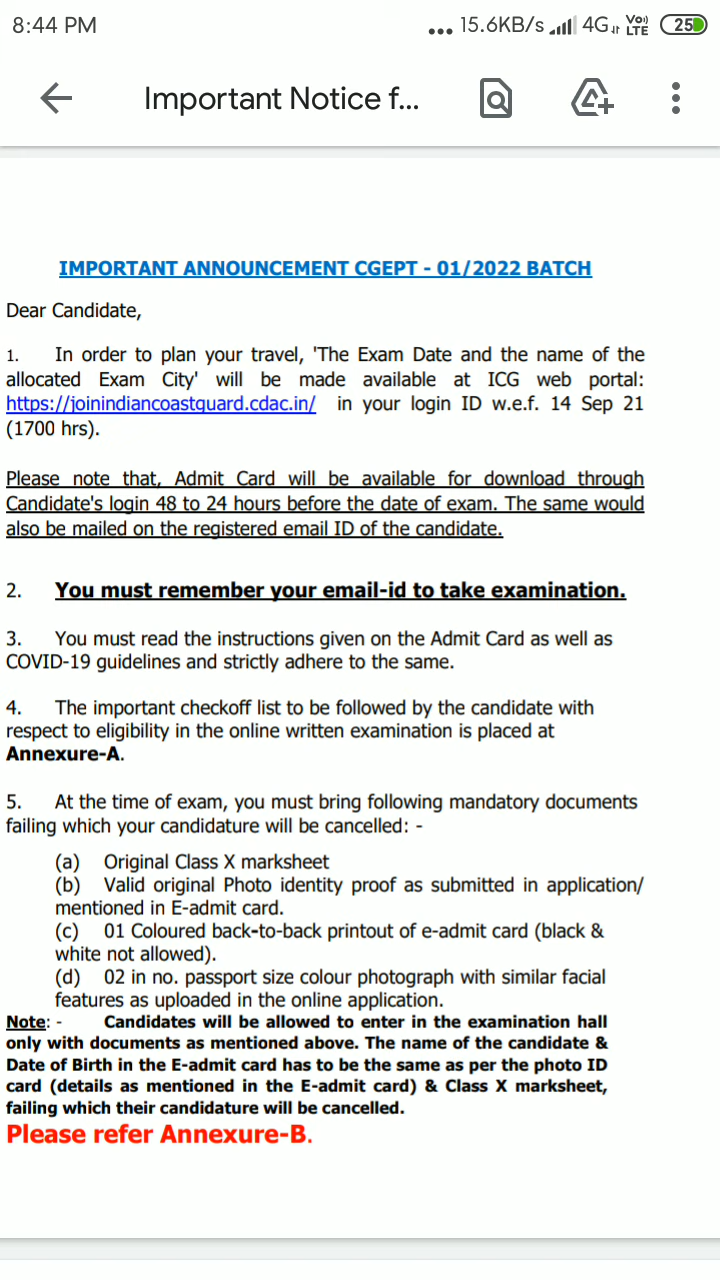 8:44 PM
... 15.6KB/s 4G Vo)) LTE 25
Important Notice f...
IMPORTANT ANNOUNCEMENT CGEPT - 01/2022 BATCH
Dear Candidate,
1. In order to plan your travel, 'The Exam Date and the name of the
allocated Exam City' will be made available at ICG web portal:
https://joinindiancoastguard.cdac.in/ in your login ID w.e.f. 14 Sep 21
(1700 hrs).
Please note that, Admit Card will be available for download through
Candidate's login 48 to 24 hours before the date of exam. The same would
also be mailed on the registered email ID of the candidate.
2. You must remember your email-id to take examination.
3. You must read the instructions given on the Admit Card as well as
COVID-19 guidelines and strictly adhere to the same.
4. The important checkoff list to be followed by the candidate with
respect to eligibility in the online written examination is placed at
Annexure-A.
5. At the time of exam, you must bring following mandatory documents
failing which your candidature will be cancelled: -
(a) Original Class X marksheet
(b) Valid original Photo identity proof as submitted in application/
mentioned in E-admit card.
(c) 01 Coloured back-to-back printout of e-admit card (black &
white not allowed).
(d) 02 in no. passport size colour photograph with similar facial
features as uploaded in the online application.
Note: - Candidates will be allowed to enter in the examination hall
only with documents as mentioned above. The name of the candidate &
Date of Birth in the E-admit card has to be the same as per the photo ID
card (details as mentioned in the E-admit card) & Class X marksheet,
failing which their candidature will be cancelled.
Please refer Annexure-B.